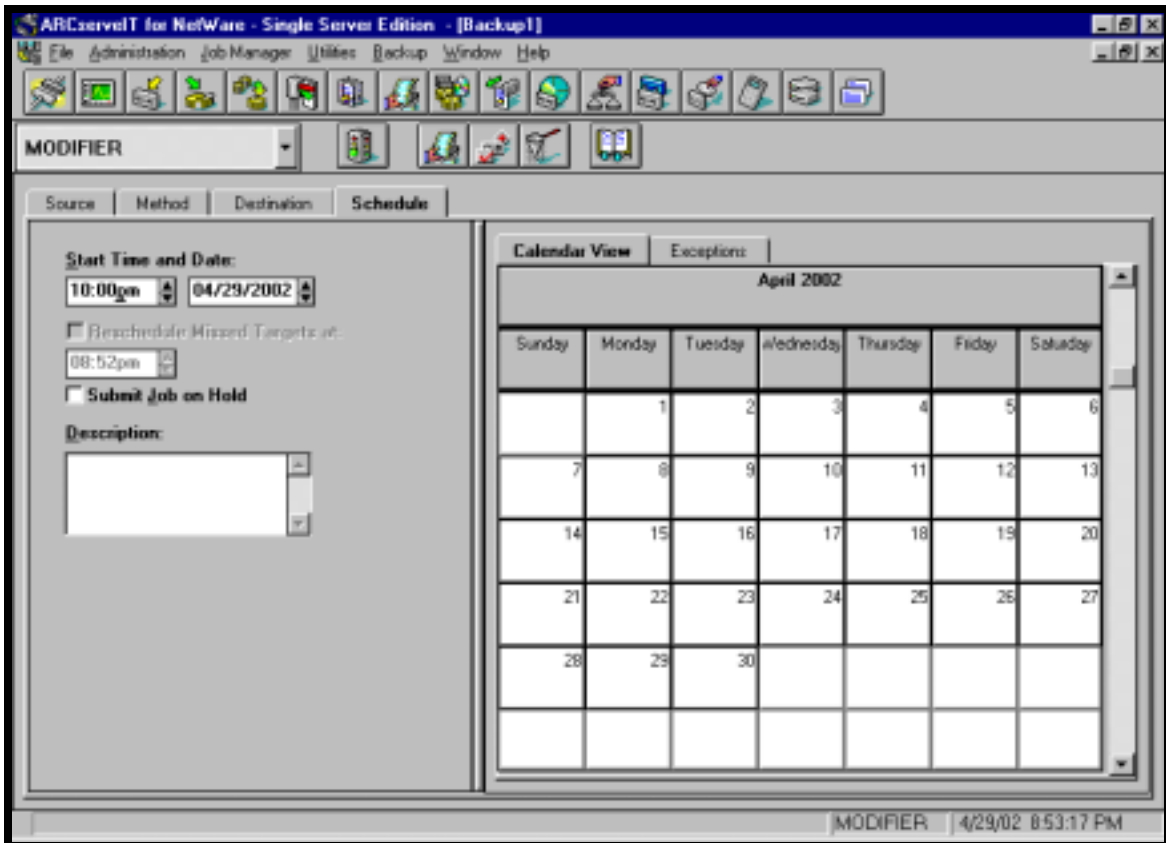 ARCserveIT for NetWare - Single Server Edition - [Backup1]
File Administration Job Manager Utilities Backup Window Help
MODIFIER
Source Method Destination Schedule
Start Time and Date:
10:00pm 04/29/2002
Reschedule Missed Targets at:
08:52pm
Submit Job on Hold
Description:
Calendar View Exceptions
April 2002
Sunday Monday Tuesday Wednesday Thursday Friday Saturday
1 2 3 4 5 6
7 8 9 10 11 12 13
14 15 16 17 18 19 20
21 22 23 24 25 26 27
28 29 30
MODIFIER 4/29/02 8:53:17 PM